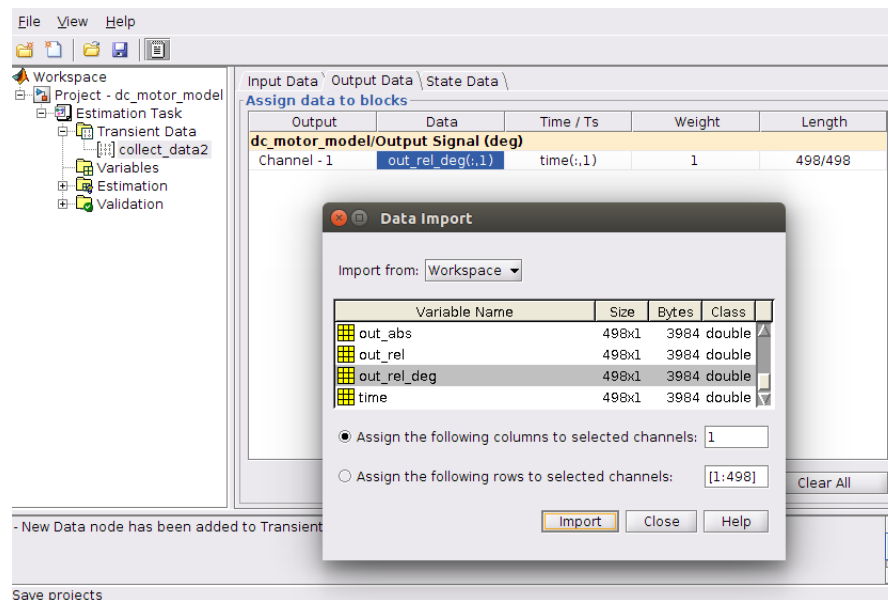 File View Help
Workspace
Project - dc_motor_model
Estimation Task
Transient Data
collect_data2
Variables
Estimation
Validation
Input Data Output Data State Data
Assign data to blocks
Output Data Time / Ts Weight Length
dc_motor_model/Output Signal (deg)
Channel - 1 out_rel_deg(:,1) time(:,1) 1 498/498
Data Import
Import from: Workspace
Variable Name Size Bytes Class
out_abs 498x1 3984 double
out_rel 498x1 3984 double
out_rel_deg 498x1 3984 double
time 498x1 3984 double
Assign the following columns to selected channels: 1
Assign the following rows to selected channels: [1:498]
Import Close Help
Clear All
- New Data node has been added to Transient
Save projects